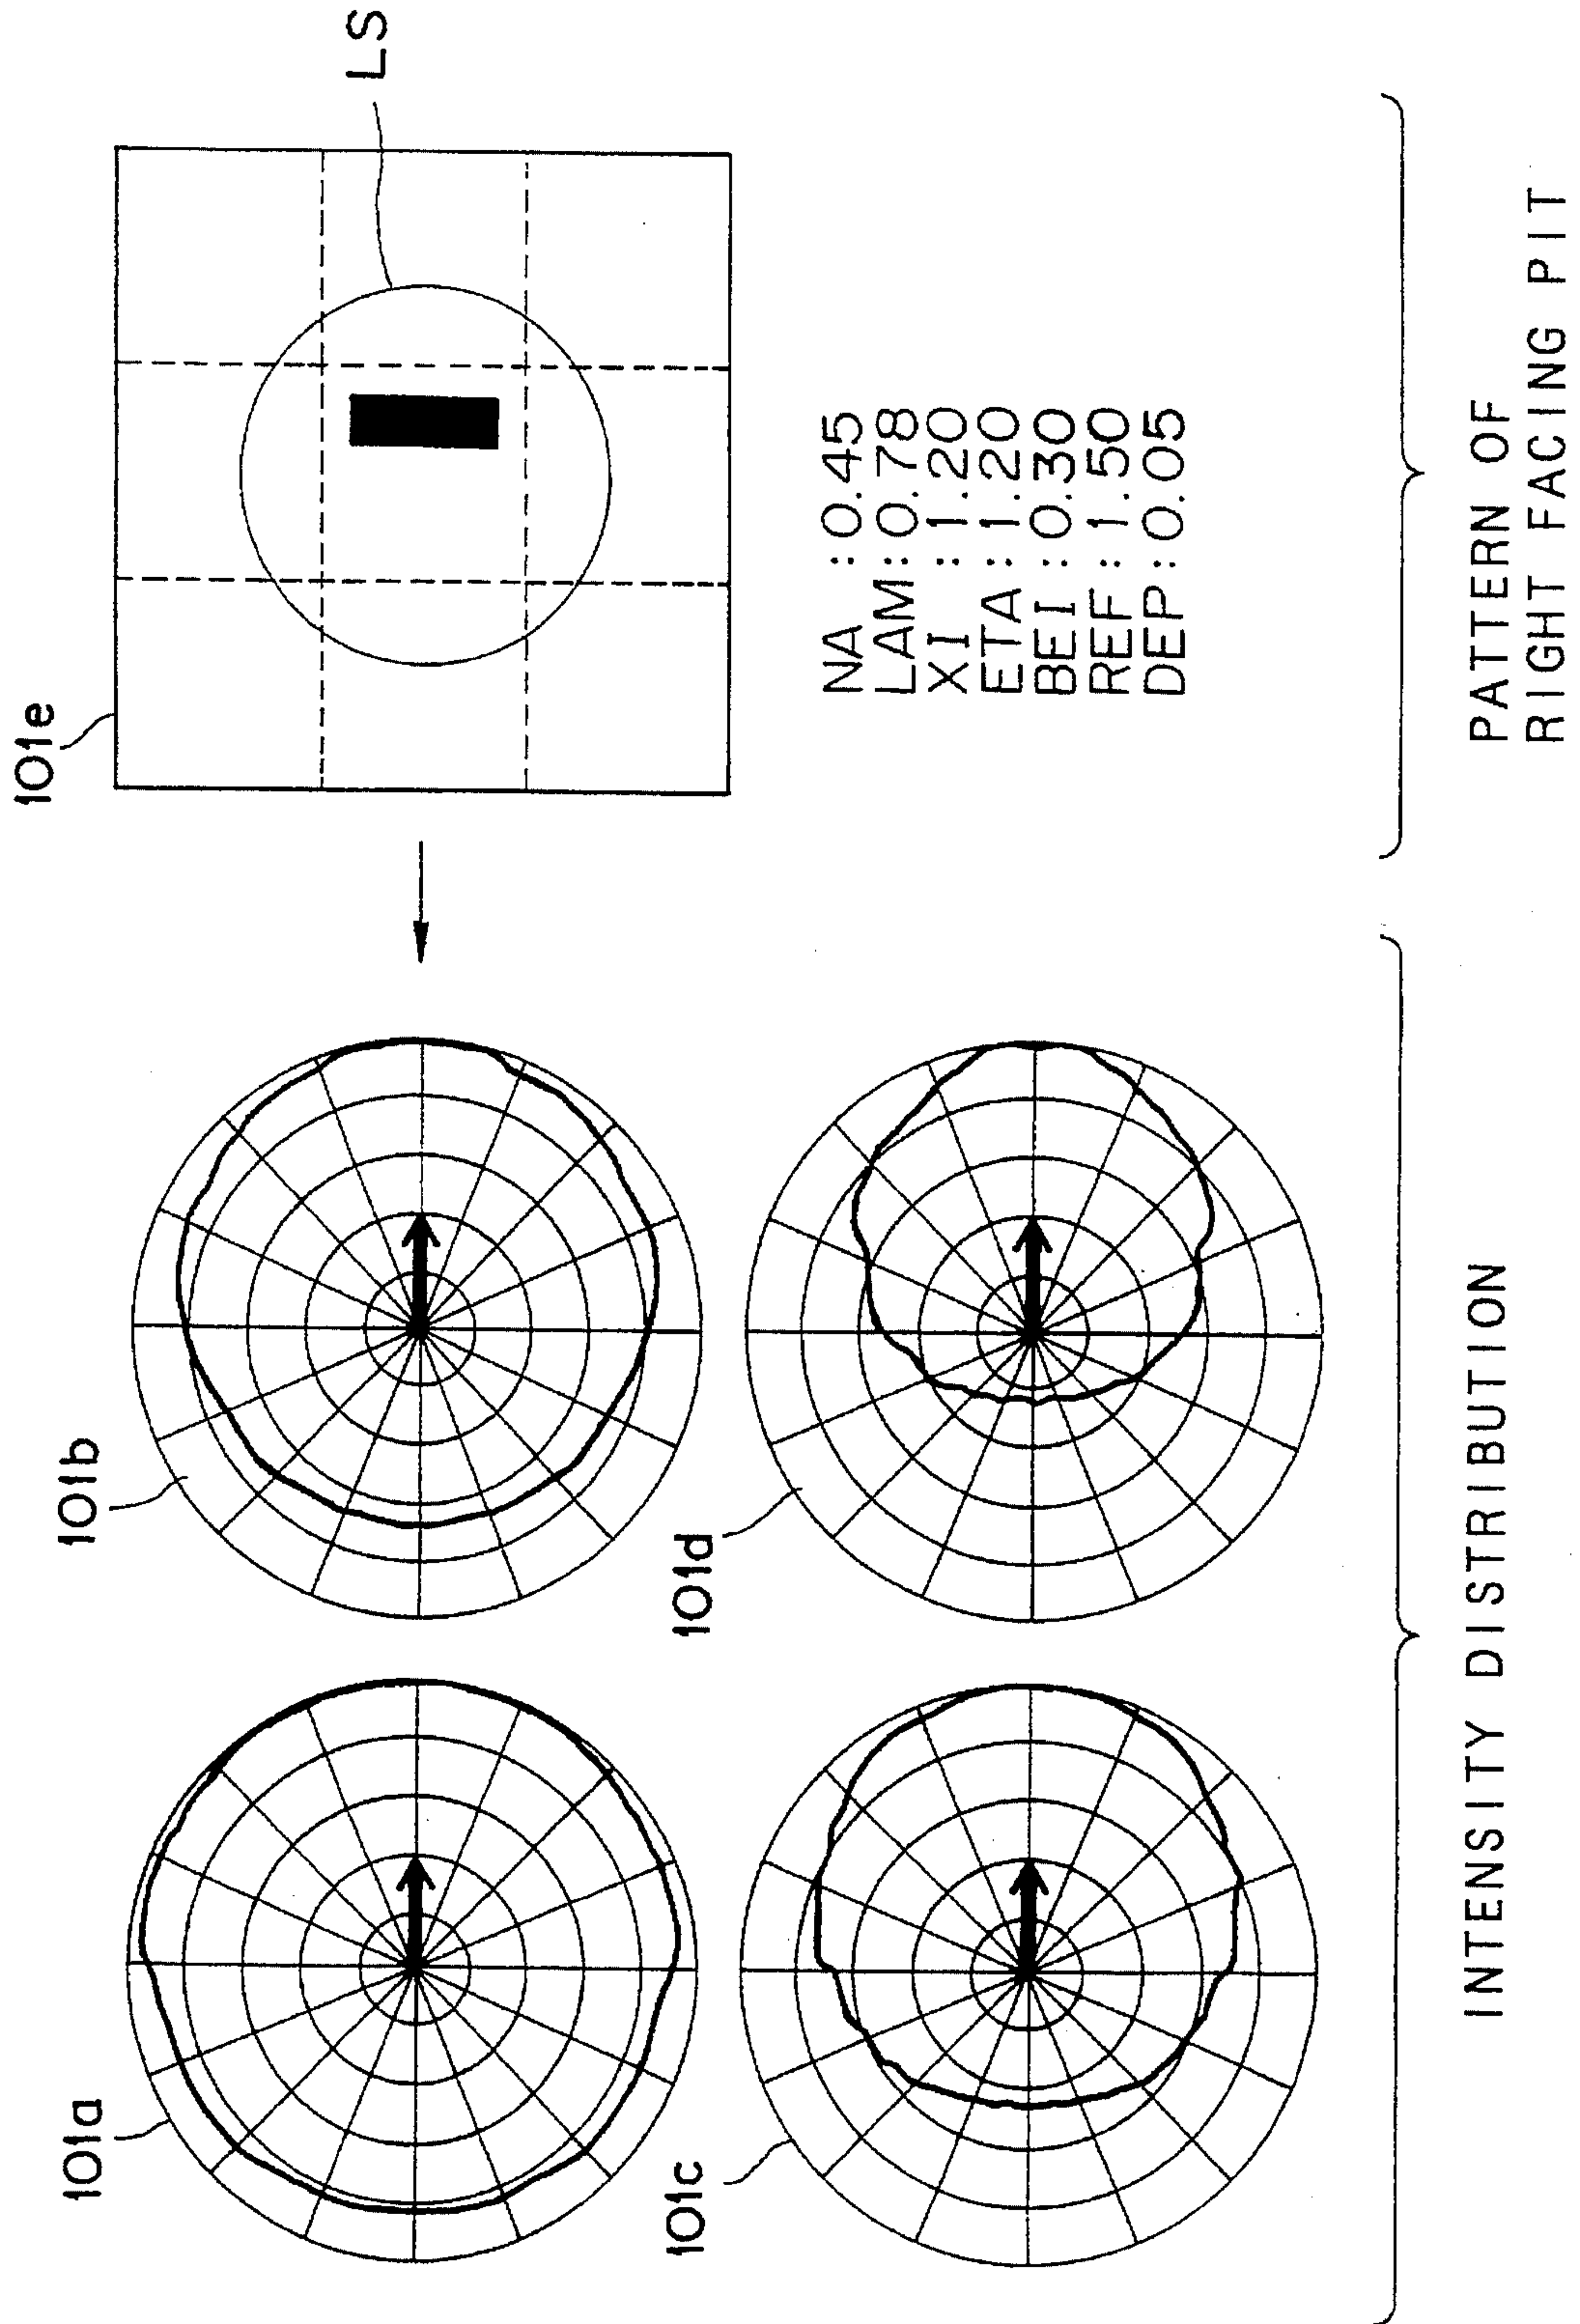 101a
101b
101e
LS
101c
101d
NA : 0.45
LAM : 0.78
XI : 1.20
ETA : 1.20
BEI : 0.30
REF : 1.50
DEP : 0.05
INTENSITY DISTRIBUTION
PATTERN OF
RIGHT FACING PIT